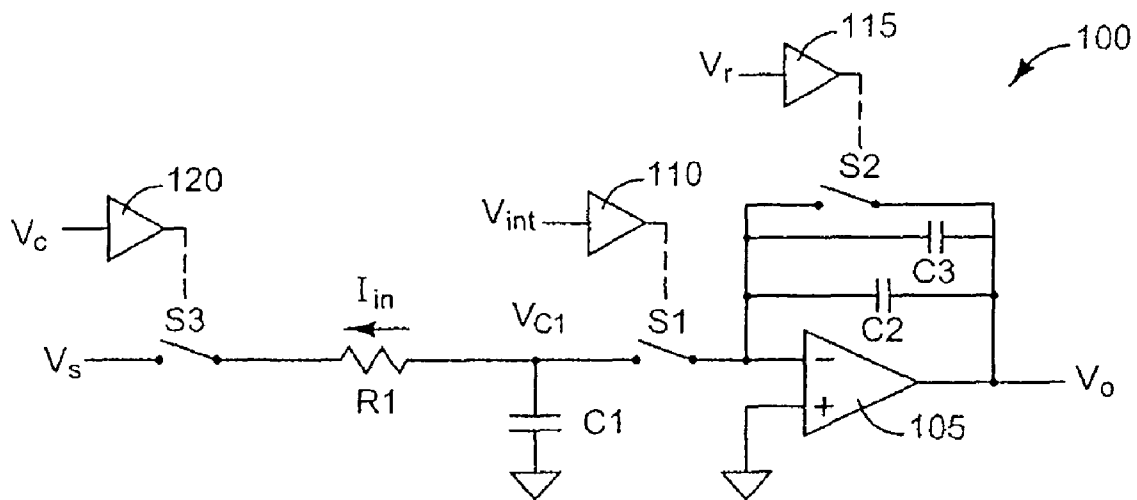 115
100
V_r
S2
120
110
V_c
V_int
C3
I_in
S3
V_C1
S1
C2
V_s
−
V_o
R1
+
C1
105